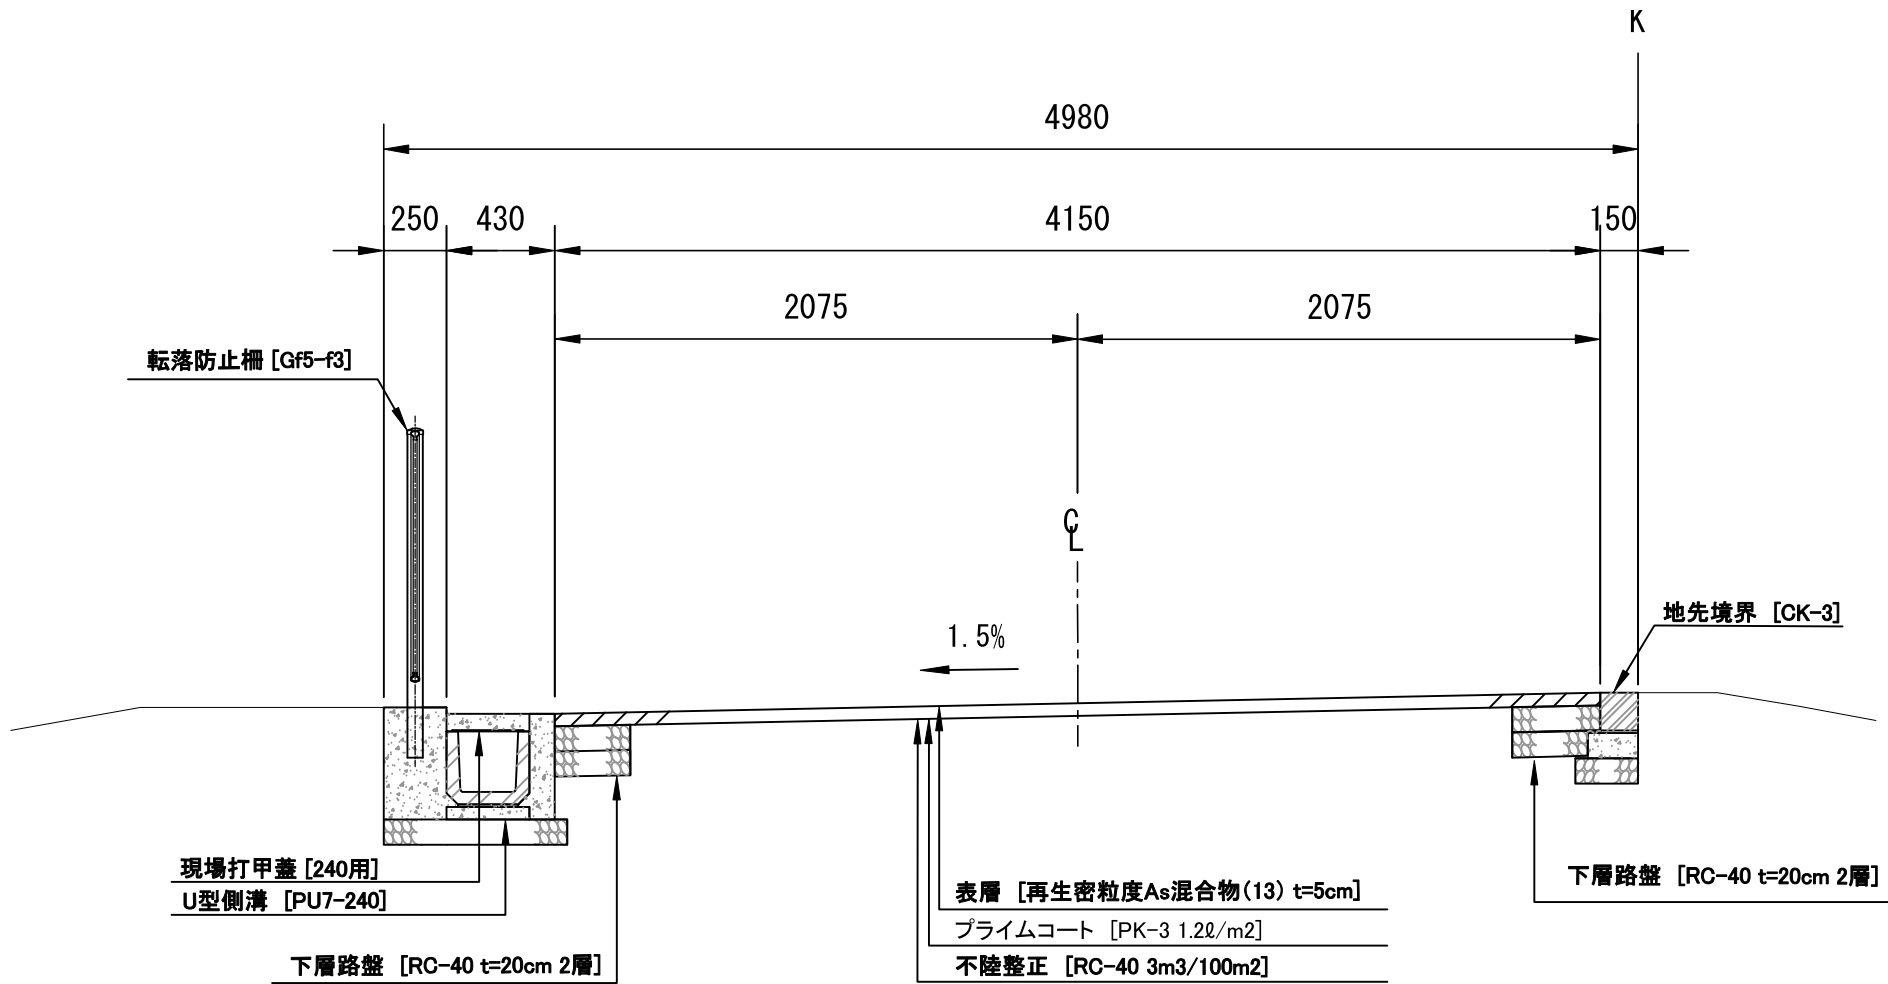 K
4980
250
430
4150
150
2075
2075
転落防止柵 [Gf5-f3]
CL
地先境界 [CK-3]
1.5%
現場打甲蓋 [240用]
U型側溝 [PU7-240]
下層路盤 [RC-40 t=20cm 2層]
表層 [再生密粒度As混合物(13) t=5cm]
プライムコート [PK-3 1.2ℓ/m2]
不陸整正 [RC-40 3m3/100m2]
下層路盤 [RC-40 t=20cm 2層]